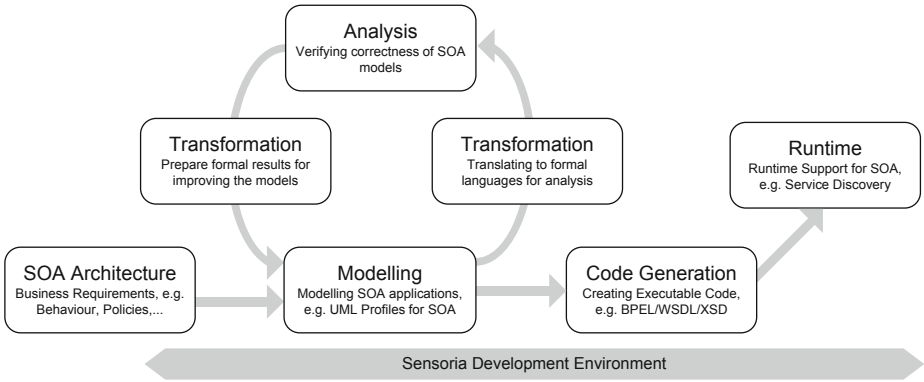 Analysis
Verifying correctness of SOA
models
Transformation
Prepare formal results for
improving the models
Transformation
Translating to formal
languages for analysis
Runtime
Runtime Support for SOA,
e.g. Service Discovery
SOA Architecture
Business Requirements, e.g.
Behaviour, Policies,...
Modelling
Modelling SOA applications,
e.g. UML Profiles for SOA
Code Generation
Creating Executable Code,
e.g. BPEL/WSDL/XSD
Sensoria Development Environment